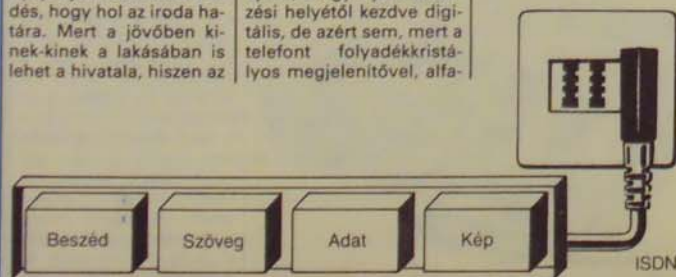 dés, hogy hol az iroda ha-
tára. Mert a jövőben ki-
nek-kinek a lakásában is
lehet a hivatala, hiszen az
zési helyétől kezdve digi-
tális, de azért sem, mert a
telefont folyadékkristá-
lyos megjelenítővel, alfa-
Beszéd
Szöveg
Adat
Kép
ISDN